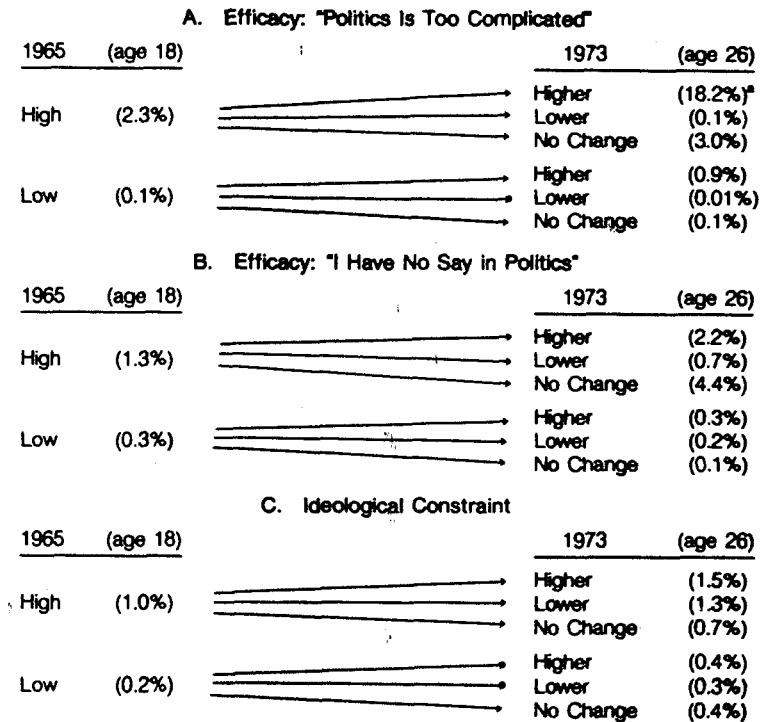 A. Efficacy: "Politics Is Too Complicated"
1965 (age 18) 1973 (age 26)
Higher (18.2%)a
High (2.3%) Lower (0.1%)
No Change (3.0%)
Higher (0.9%)
Low (0.1%) Lower (0.01%)
No Change (0.1%)
B. Efficacy: "I Have No Say in Politics"
1965 (age 18) 1973 (age 26)
Higher (2.2%)
High (1.3%) Lower (0.7%)
No Change (4.4%)
Higher (0.3%)
Low (0.3%) Lower (0.2%)
No Change (0.1%)
C. Ideological Constraint
1965 (age 18) 1973 (age 26)
Higher (1.5%)
High (1.0%) Lower (1.3%)
No Change (0.7%)
Higher (0.4%)
Low (0.2%) Lower (0.3%)
No Change (0.4%)